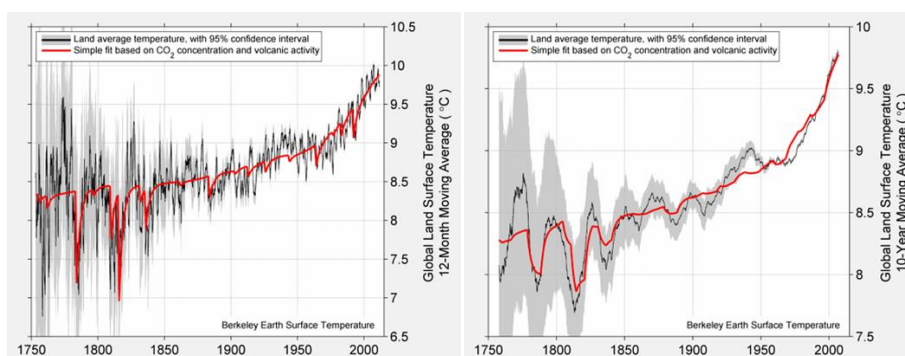 Land average temperature, with 95% confidence interval
Simple fit based on CO2 concentration and volcanic activity
10.5
10
9.5
9
8.5
8
7.5
7
6.5
Global Land Surface Temperature
12-Month Moving Average ( °C )
Berkeley Earth Surface Temperature
1750 1800 1850 1900 1950 2000
Land average temperature, with 95% confidence interval
Simple fit based on CO2 concentration and volcanic activity
10
9.5
9
8.5
8
7.5
Global Land Surface Temperature
10-Year Moving Average ( °C )
Berkeley Earth Surface Temperature
1750 1800 1850 1900 1950 2000